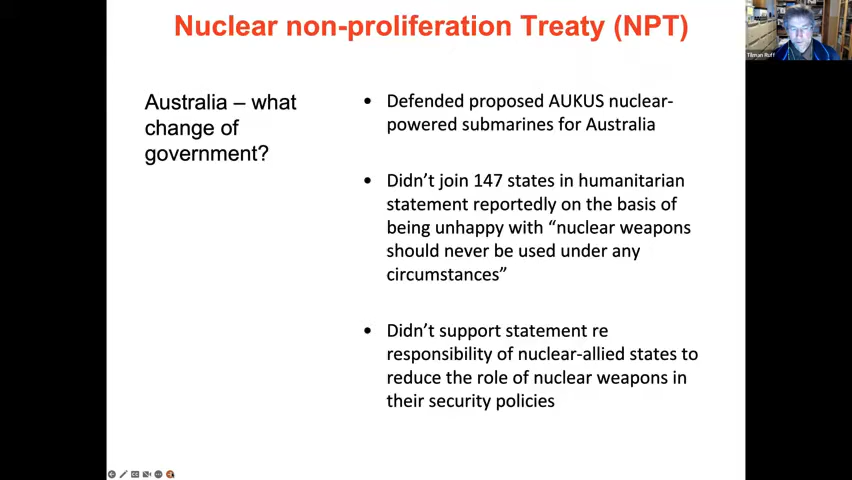 Nuclear non-proliferation Treaty (NPT)
Tilman Ruff
Australia – what
change of
government?
• Defended proposed AUKUS nuclear-
powered submarines for Australia
• Didn't join 147 states in humanitarian
statement reportedly on the basis of
being unhappy with “nuclear weapons
should never be used under any
circumstances”
• Didn't support statement re
responsibility of nuclear-allied states to
reduce the role of nuclear weapons in
their security policies